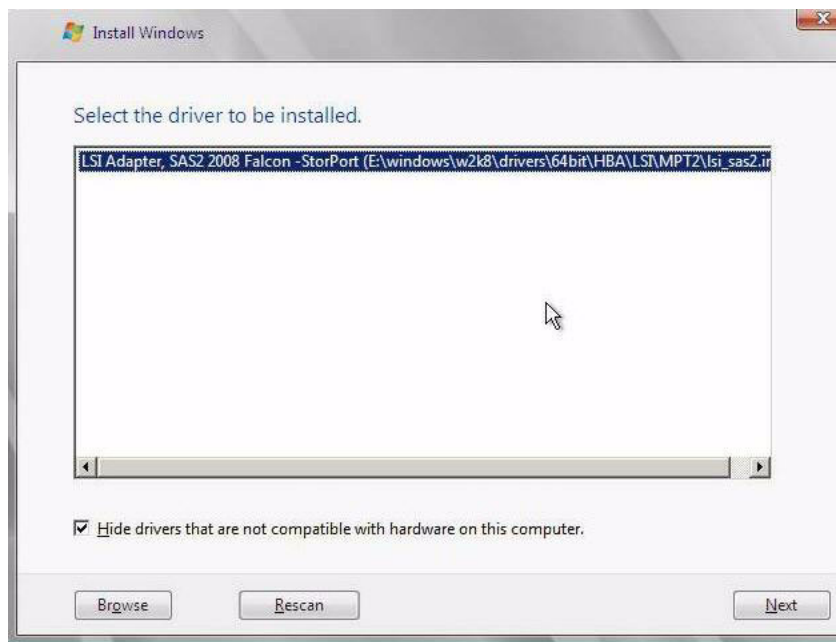 Install Windows
Select the driver to be installed.
LSI Adapter, SAS2 2008 Falcon -StorPort (E:\windows\w2k8\drivers\64bit\HBA\LSI\MPT2\lsi_sas2.in
Hide drivers that are not compatible with hardware on this computer.
Browse Rescan Next